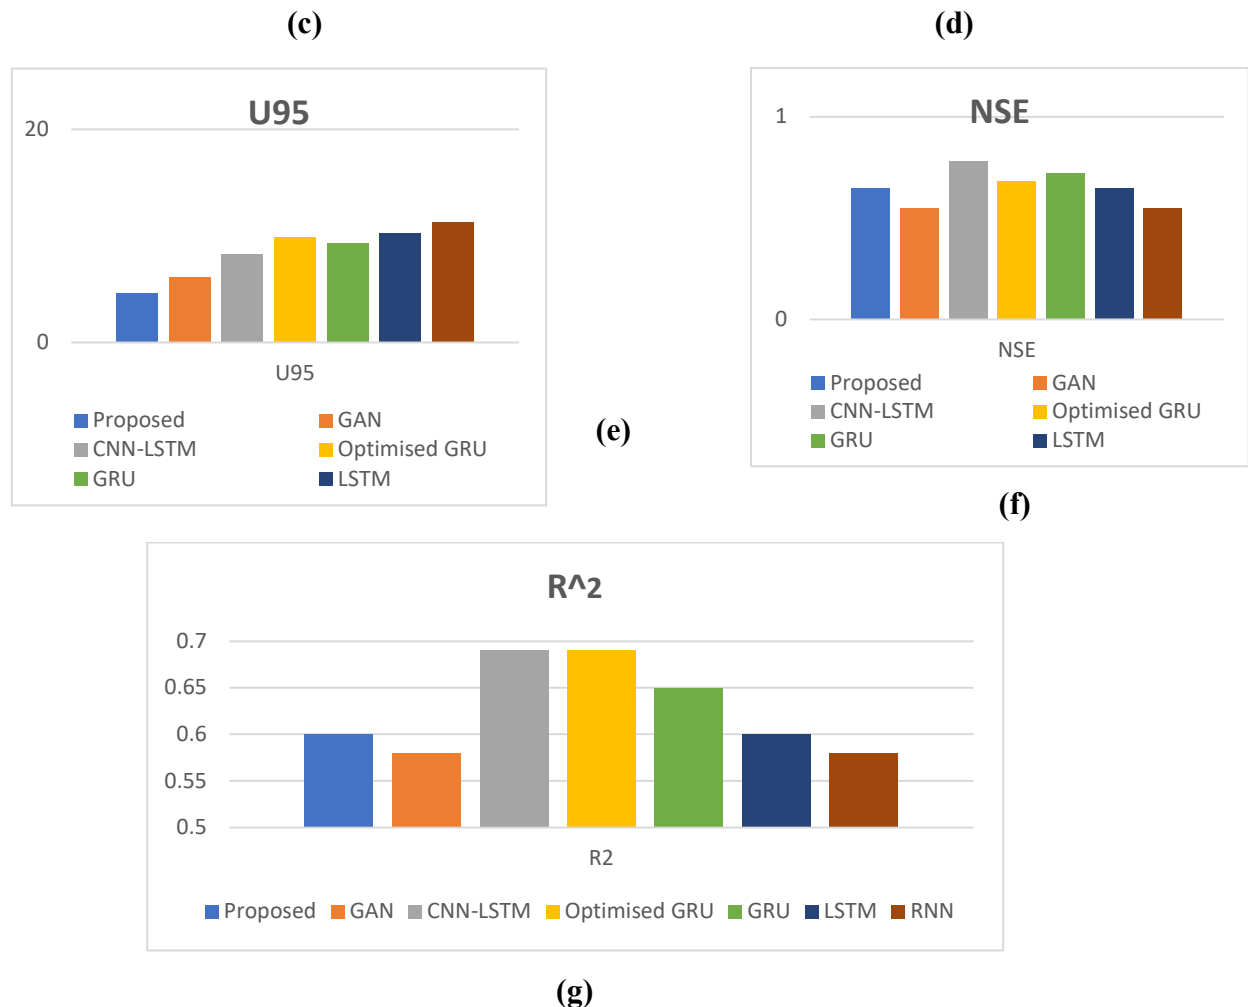 (c)
(d)
U95
20
0
U95
Proposed GAN
CNN-LSTM Optimised GRU
GRU LSTM
(e)
NSE
1
0
NSE
Proposed GAN
CNN-LSTM Optimised GRU
GRU LSTM
(f)
R^2
0.7
0.65
0.6
0.55
0.5
R2
Proposed GAN CNN-LSTM Optimised GRU GRU LSTM RNN
(g)